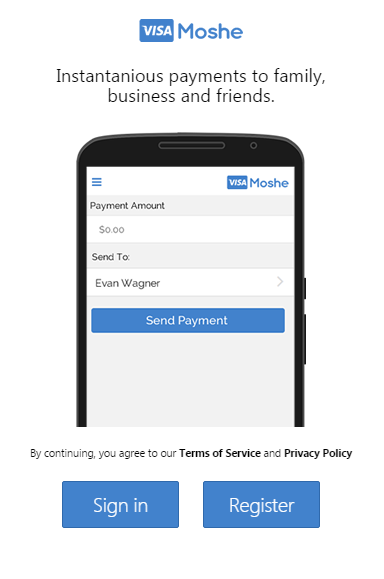 VISA Moshe
Instantanious payments to family,
business and friends.
VISA Moshe
Payment Amount
$0.00
Send To:
Evan Wagner
Send Payment
By continuing, you agree to our Terms of Service and Privacy Policy
Sign in
Register